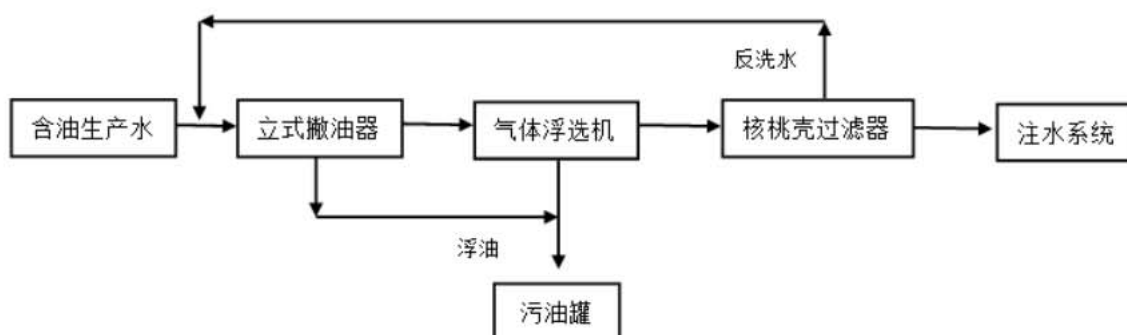 反洗水
含油生产水
立式撇油器
气体浮选机
核桃壳过滤器
注水系统
浮油
污油罐